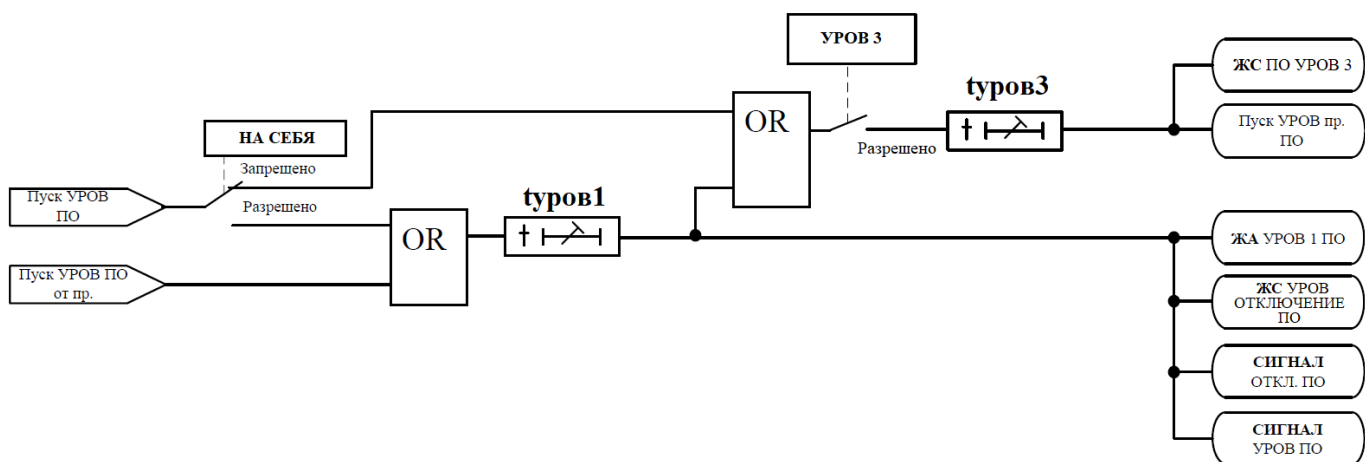 УРОВ 3
ЖС ПО УРОВ 3
tуров3
Пуск УРОВ пр.
ПО
OR
Разрешено
НА СЕБЯ
Запрещено
Пуск УРОВ
ПО
Разрешено
tуров1
OR
ЖА УРОВ 1 ПО
Пуск УРОВ ПО
от пр.
ЖС УРОВ
ОТКЛЮЧЕНИЕ
ПО
СИГНАЛ
ОТКЛ. ПО
СИГНАЛ
УРОВ ПО